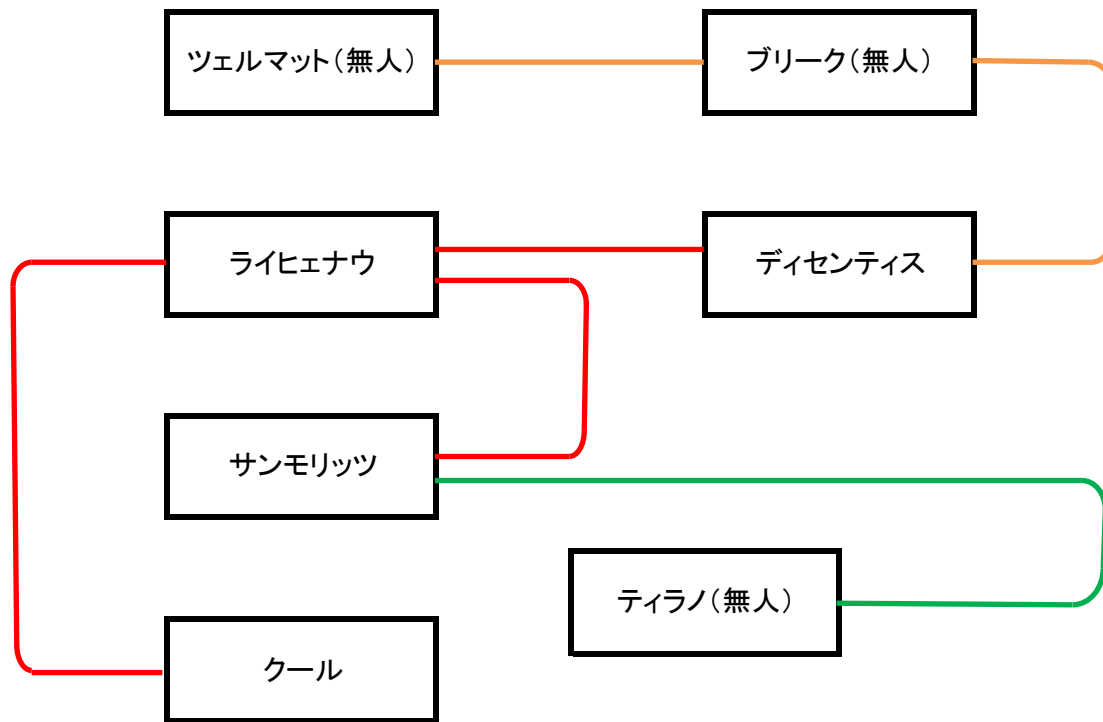 ツェルマット(無人)
ブリーク(無人)
ライヒェナウ
ディセンティス
サンモリッツ
ティラノ(無人)
クール